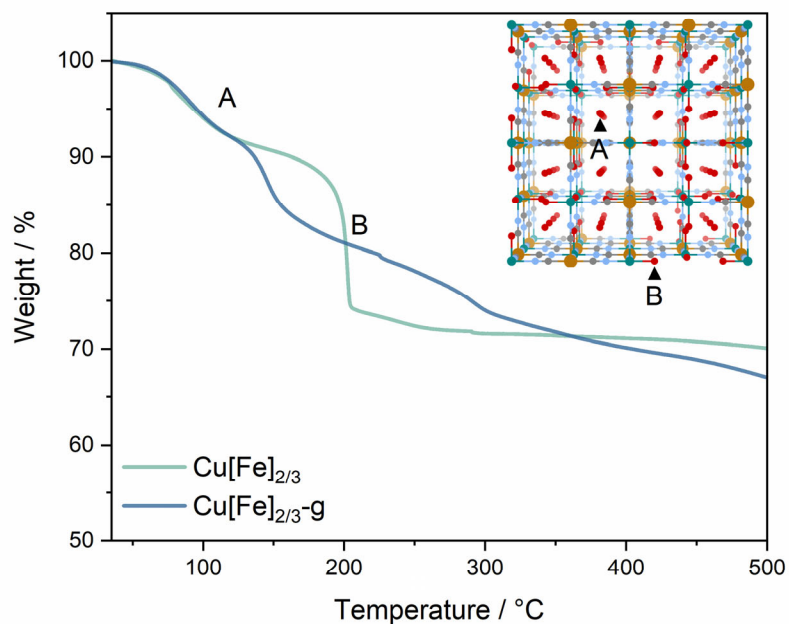 100
90
80
70
60
50
Weight / %
A
B
A
B
Cu[Fe]2/3
Cu[Fe]2/3-g
100
200
300
400
500
Temperature / °C